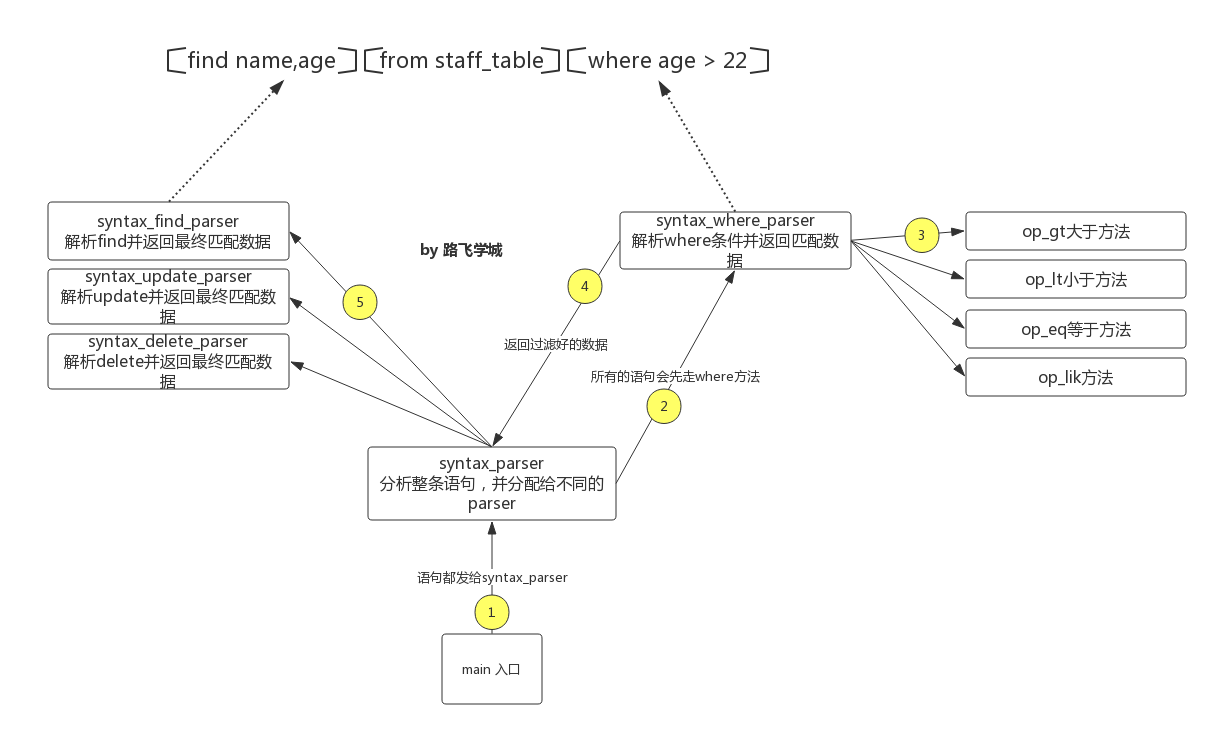 find name,age from staff_table where age > 22
syntax_find_parser
解析find并返回最终匹配数据
syntax_update_parser
解析update并返回最终匹配数
据
syntax_delete_parser
解析delete并返回最终匹配数
据
by 路飞学城
syntax_where_parser
解析where条件并返回匹配数
据
3
op_gt大于方法
op_lt小于方法
op_eq等于方法
op_lik方法
4
5
返回过滤好的数据
所有的语句会先走where方法
2
syntax_parser
分析整条语句，并分配给不同的
parser
语句都发给syntax_parser
1
main 入口